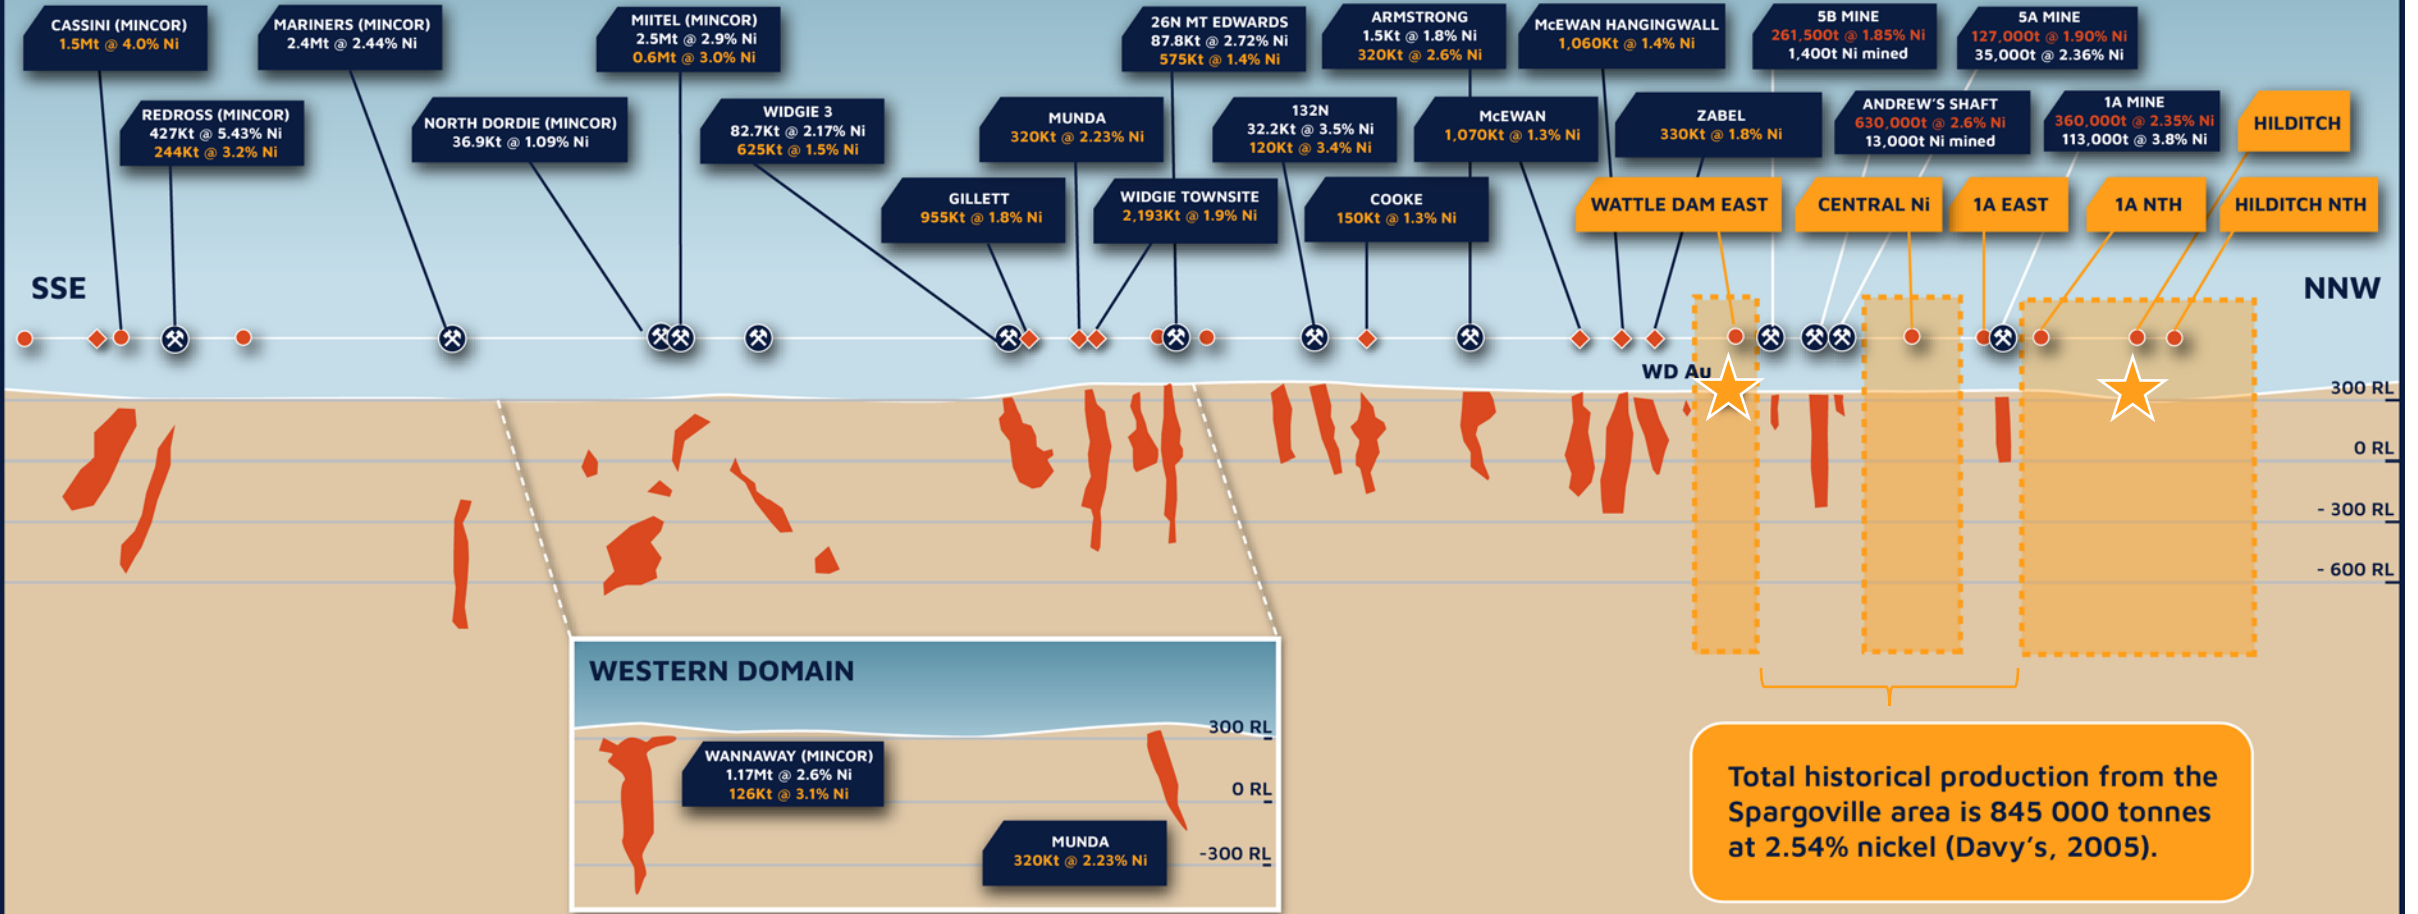 CASSINI (MINCOR)
1.5Mt @ 4.0% Ni
MARINERS (MINCOR)
2.4Mt @ 2.44% Ni
MIITEL (MINCOR)
2.5Mt @ 2.9% Ni
0.6Mt @ 3.0% Ni
26N MT EDWARDS
87.8Kt @ 2.72% Ni
575Kt @ 1.4% Ni
ARMSTRONG
1.5Kt @ 1.8% Ni
320Kt @ 2.6% Ni
McEWAN HANGINGWALL
1,060Kt @ 1.4% Ni
5B MINE
261,500t @ 1.85% Ni
1,400t Ni mined
5A MINE
127,000t @ 1.90% Ni
35,000t @ 2.36% Ni
REDROSS (MINCOR)
427Kt @ 5.43% Ni
244Kt @ 3.2% Ni
NORTH DORDIE (MINCOR)
36.9Kt @ 1.09% Ni
WIDGIE 3
82.7Kt @ 2.17% Ni
625Kt @ 1.5% Ni
MUNDA
320Kt @ 2.23% Ni
132N
32.2Kt @ 3.5% Ni
120Kt @ 3.4% Ni
McEWAN
1,070Kt @ 1.3% Ni
ZABEL
330Kt @ 1.8% Ni
ANDREW'S SHAFT
630,000t @ 2.6% Ni
13,000t Ni mined
1A MINE
360,000t @ 2.35% Ni
113,000t @ 3.8% Ni
HILDITCH
GILLETT
955Kt @ 1.8% Ni
WIDGIE TOWNSITE
2,193Kt @ 1.9% Ni
COOKE
150Kt @ 1.3% Ni
WATTLE DAM EAST
CENTRAL Ni
1A EAST
1A NTH
HILDITCH NTH
SSE
NNW
WD Au
300 RL
0 RL
- 300 RL
- 600 RL
WESTERN DOMAIN
300 RL
WANNAWAY (MINCOR)
1.17Mt @ 2.6% Ni
126Kt @ 3.1% Ni
0 RL
MUNDA
320Kt @ 2.23% Ni
-300 RL
Total historical production from the
Spargoville area is 845 000 tonnes
at 2.54% nickel (Davy's, 2005).